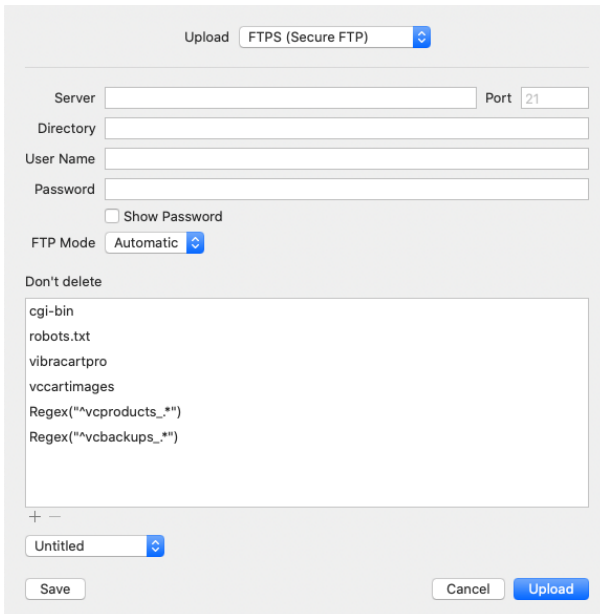 Upload FTPS (Secure FTP)
Server Port 21
Directory
User Name
Password
Show Password
FTP Mode Automatic
Don't delete
cgi-bin
robots.txt
vibracartpro
vccartimages
Regex("^vcproducts_.*")
Regex("^vcbackups_.*")
+ −
Untitled
Save Cancel Upload